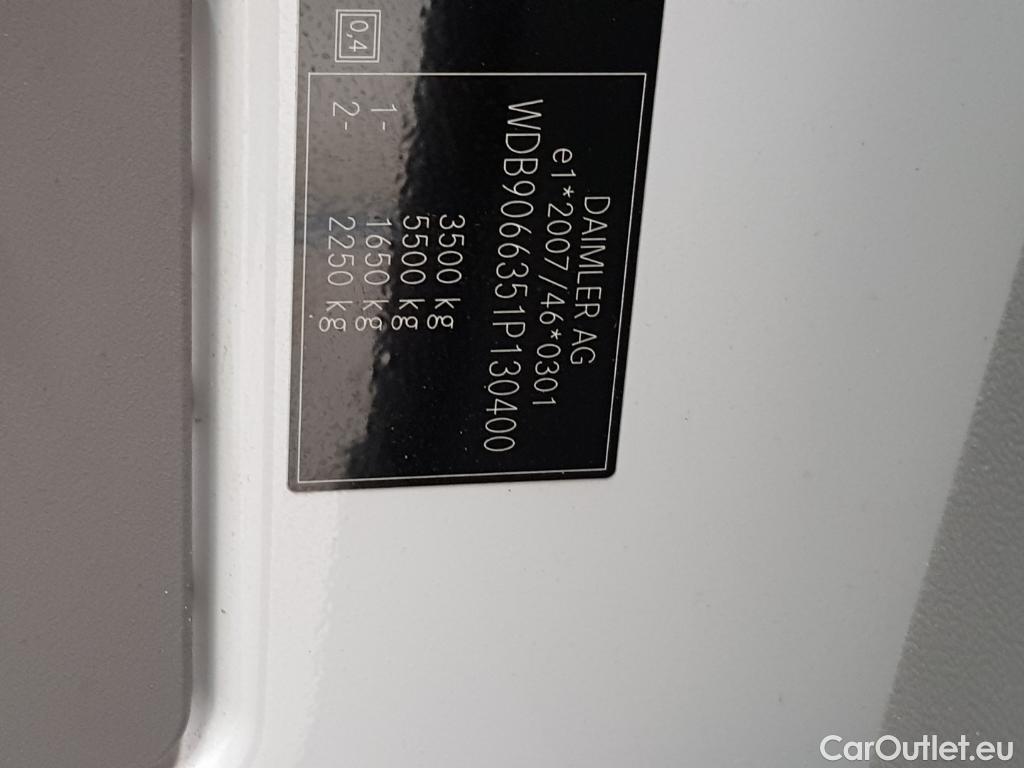 DAIMLER AG
e1*2007/46*0301
WDB9066351P130400
3500 kg
5500 kg
1- 1650 kg
2- 2250 kg
0,4
CarOutlet.eu